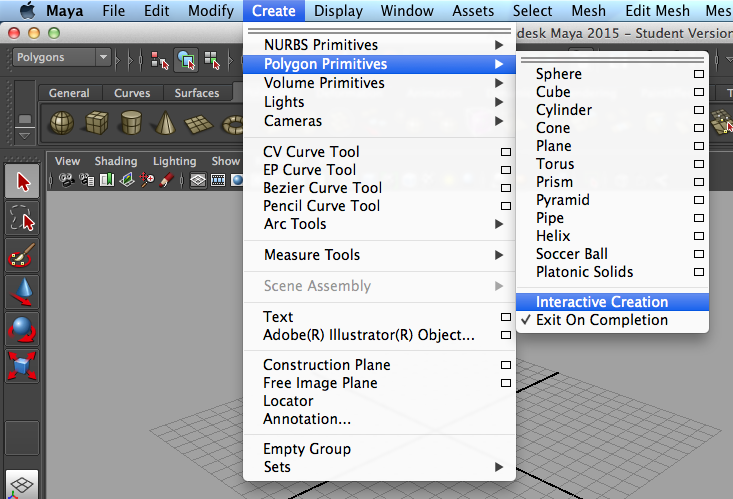 Maya File Edit Modify Create Display Window Assets Select Mesh Edit Mesh Mes
desk Maya 2015 – Student Version
Polygons
General Curves Surfaces
View Shading Lighting Show
NURBS Primitives
Polygon Primitives
Volume Primitives
Lights
Cameras
CV Curve Tool
EP Curve Tool
Bezier Curve Tool
Pencil Curve Tool
Arc Tools
Measure Tools
Scene Assembly
Text
Adobe(R) Illustrator(R) Object...
Construction Plane
Free Image Plane
Locator
Annotation...
Empty Group
Sets
Sphere
Cube
Cylinder
Cone
Plane
Torus
Prism
Pyramid
Pipe
Helix
Soccer Ball
Platonic Solids
Interactive Creation
✓ Exit On Completion